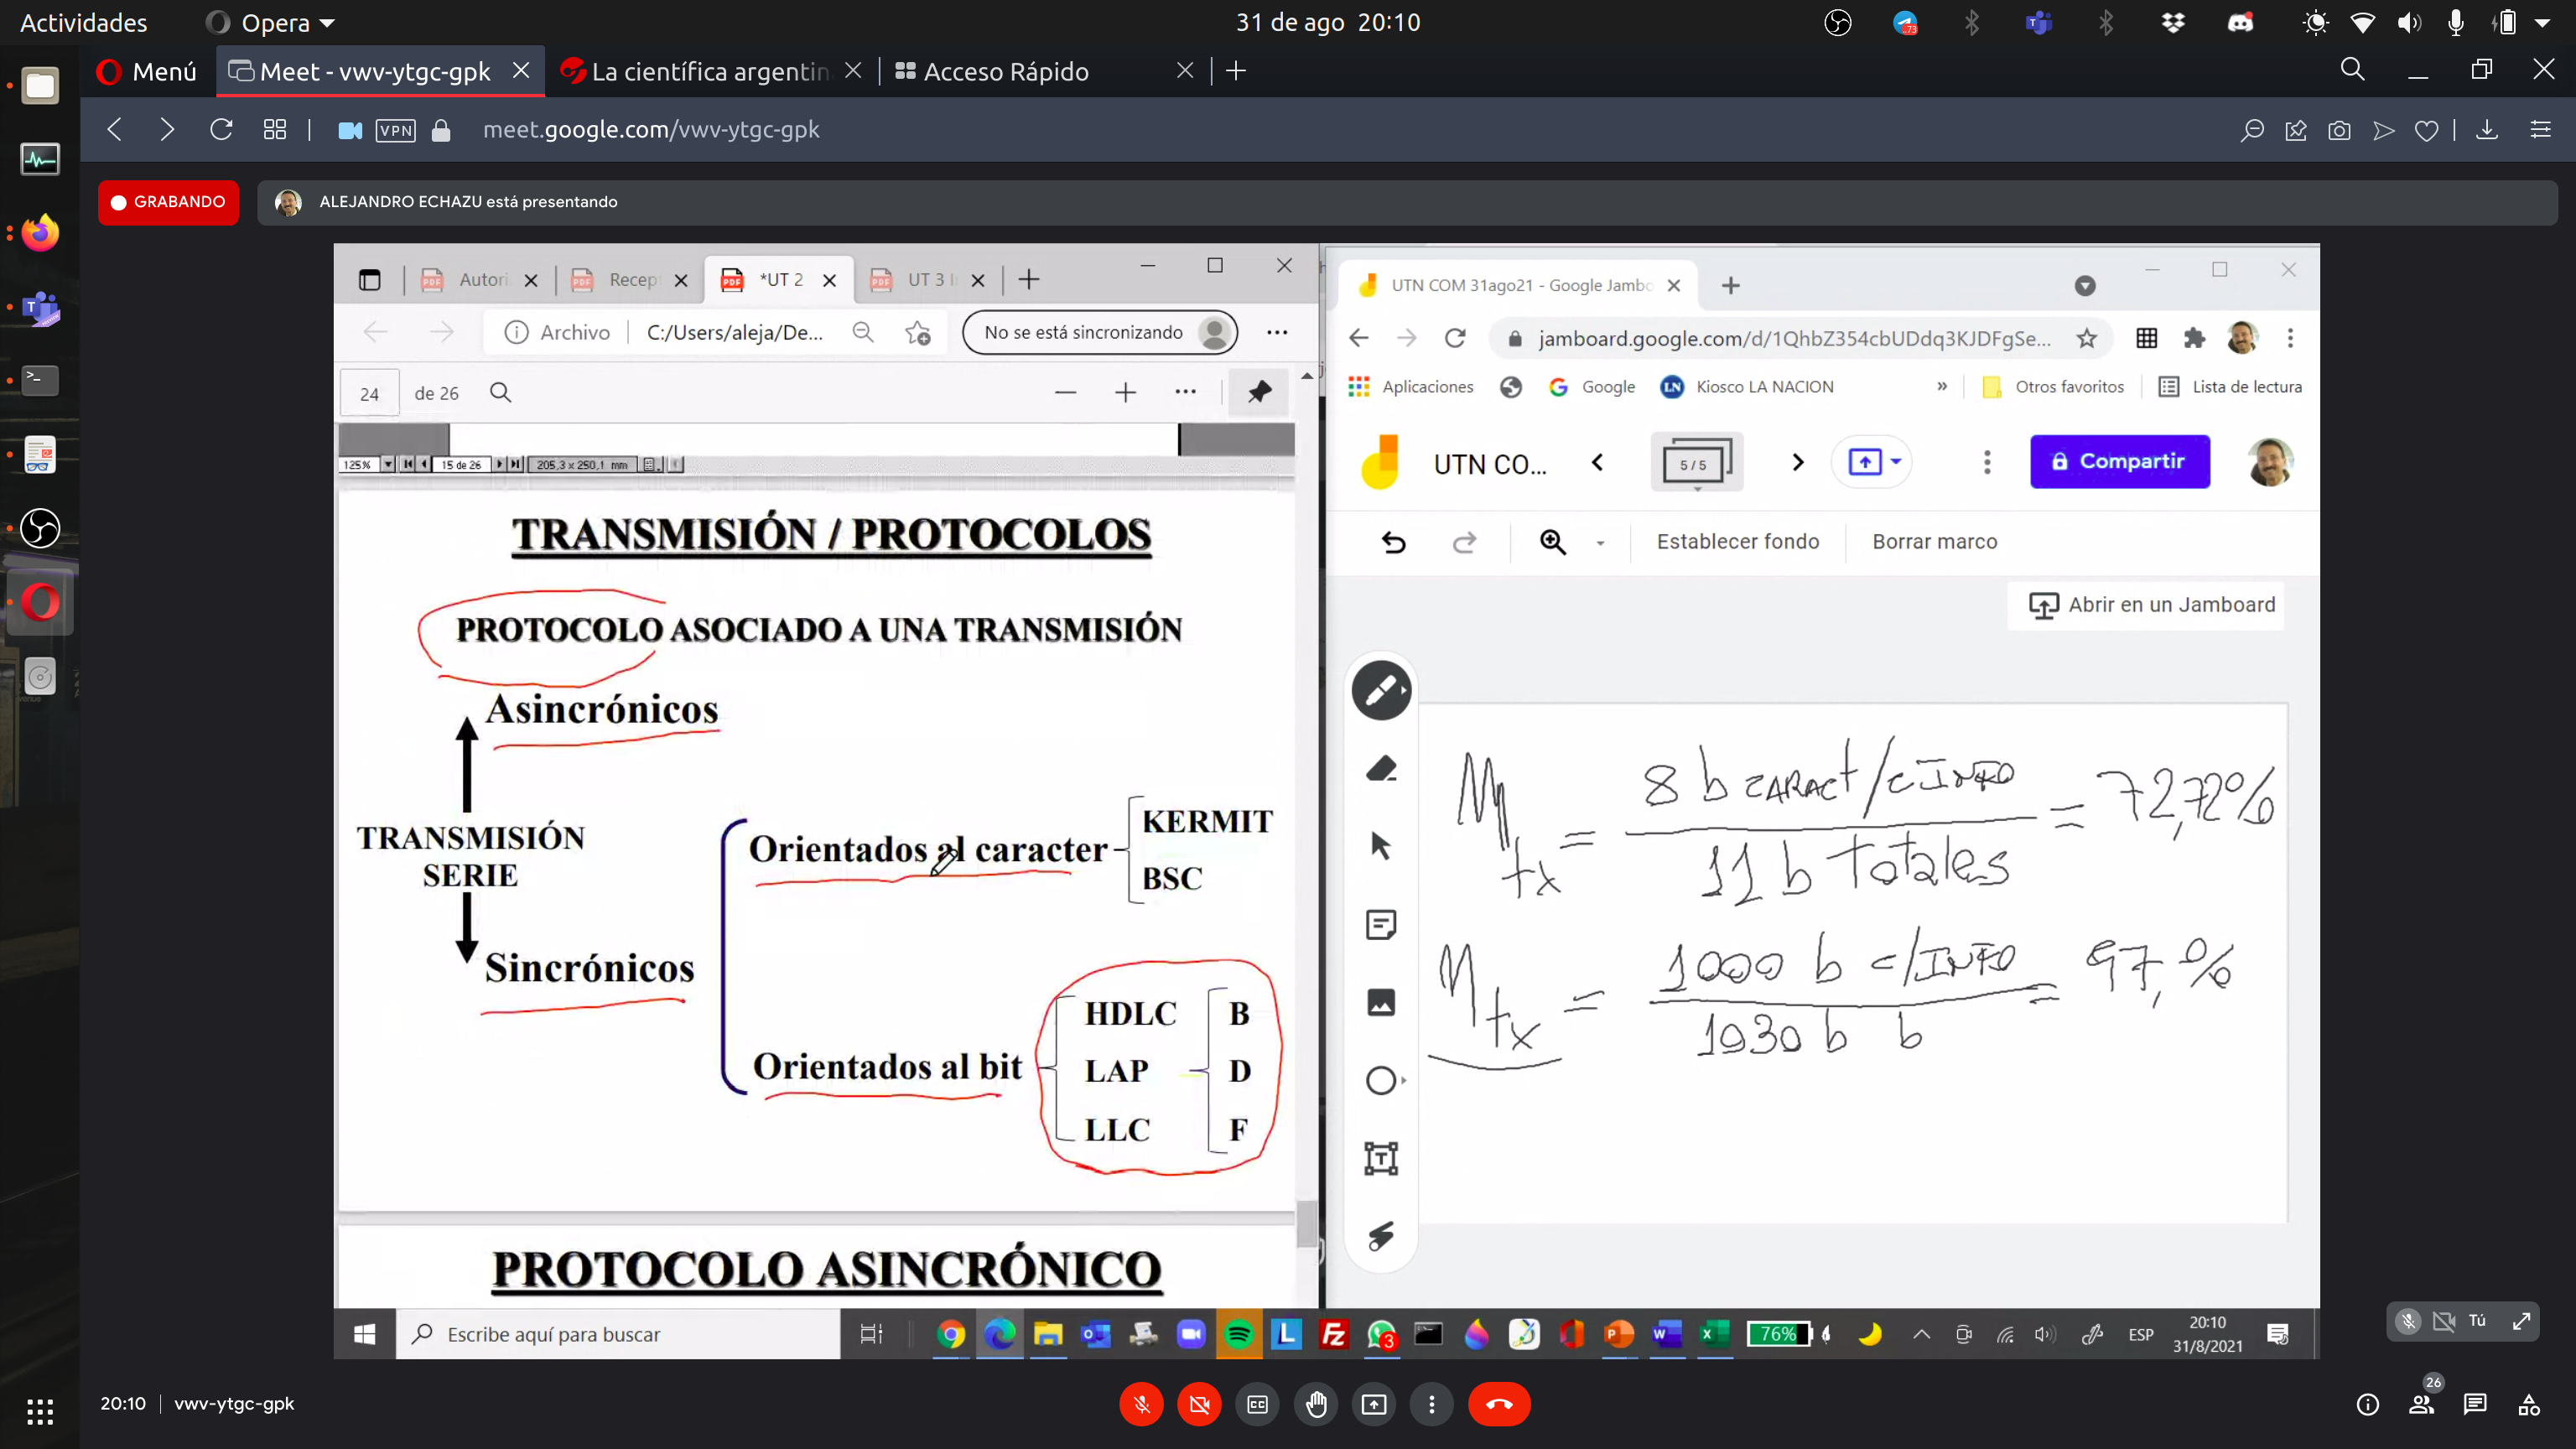 Actividades Opera 31 de ago 20:10 73
Menú Meet - vwv-ytgc-gpk La científica argentin Acceso Rápido
VPN meet.google.com/vwv-ytgc-gpk
GRABANDO ALEJANDRO ECHAZU está presentando
Autori Recep *UT 2 UT 3 I
Archivo C:/Users/aleja/De... No se está sincronizando ...
24 de 26
125% 15 de 26 205,3 x 250,1 mm
TRANSMISIÓN / PROTOCOLOS
PROTOCOLO ASOCIADO A UNA TRANSMISIÓN
Asincrónicos
TRANSMISIÓN
SERIE
Sincrónicos
Orientados al caracter
KERMIT
BSC
Orientados al bit
HDLC
LAP
LLC
B
D
F
PROTOCOLO ASINCRÓNICO
UTN COM 31ago21 - Google Jambo
jamboard.google.com/d/1QhbZ354cbUDdq3KJDFgSe...
Aplicaciones Google LN Kiosco LA NACION » Otros favoritos Lista de lectura
UTN CO... 5 / 5 Compartir
Establecer fondo Borrar marco
Abrir en un Jamboard
tx = 8 b CARACT/c INFO = 72,72%
11 b Totales
tx = 1000 b c/INFO = 97, %
1030 b b
Escribe aquí para buscar 3 76% ESP 20:10
31/8/2021
Tú
20:10 vwv-ytgc-gpk CC 26